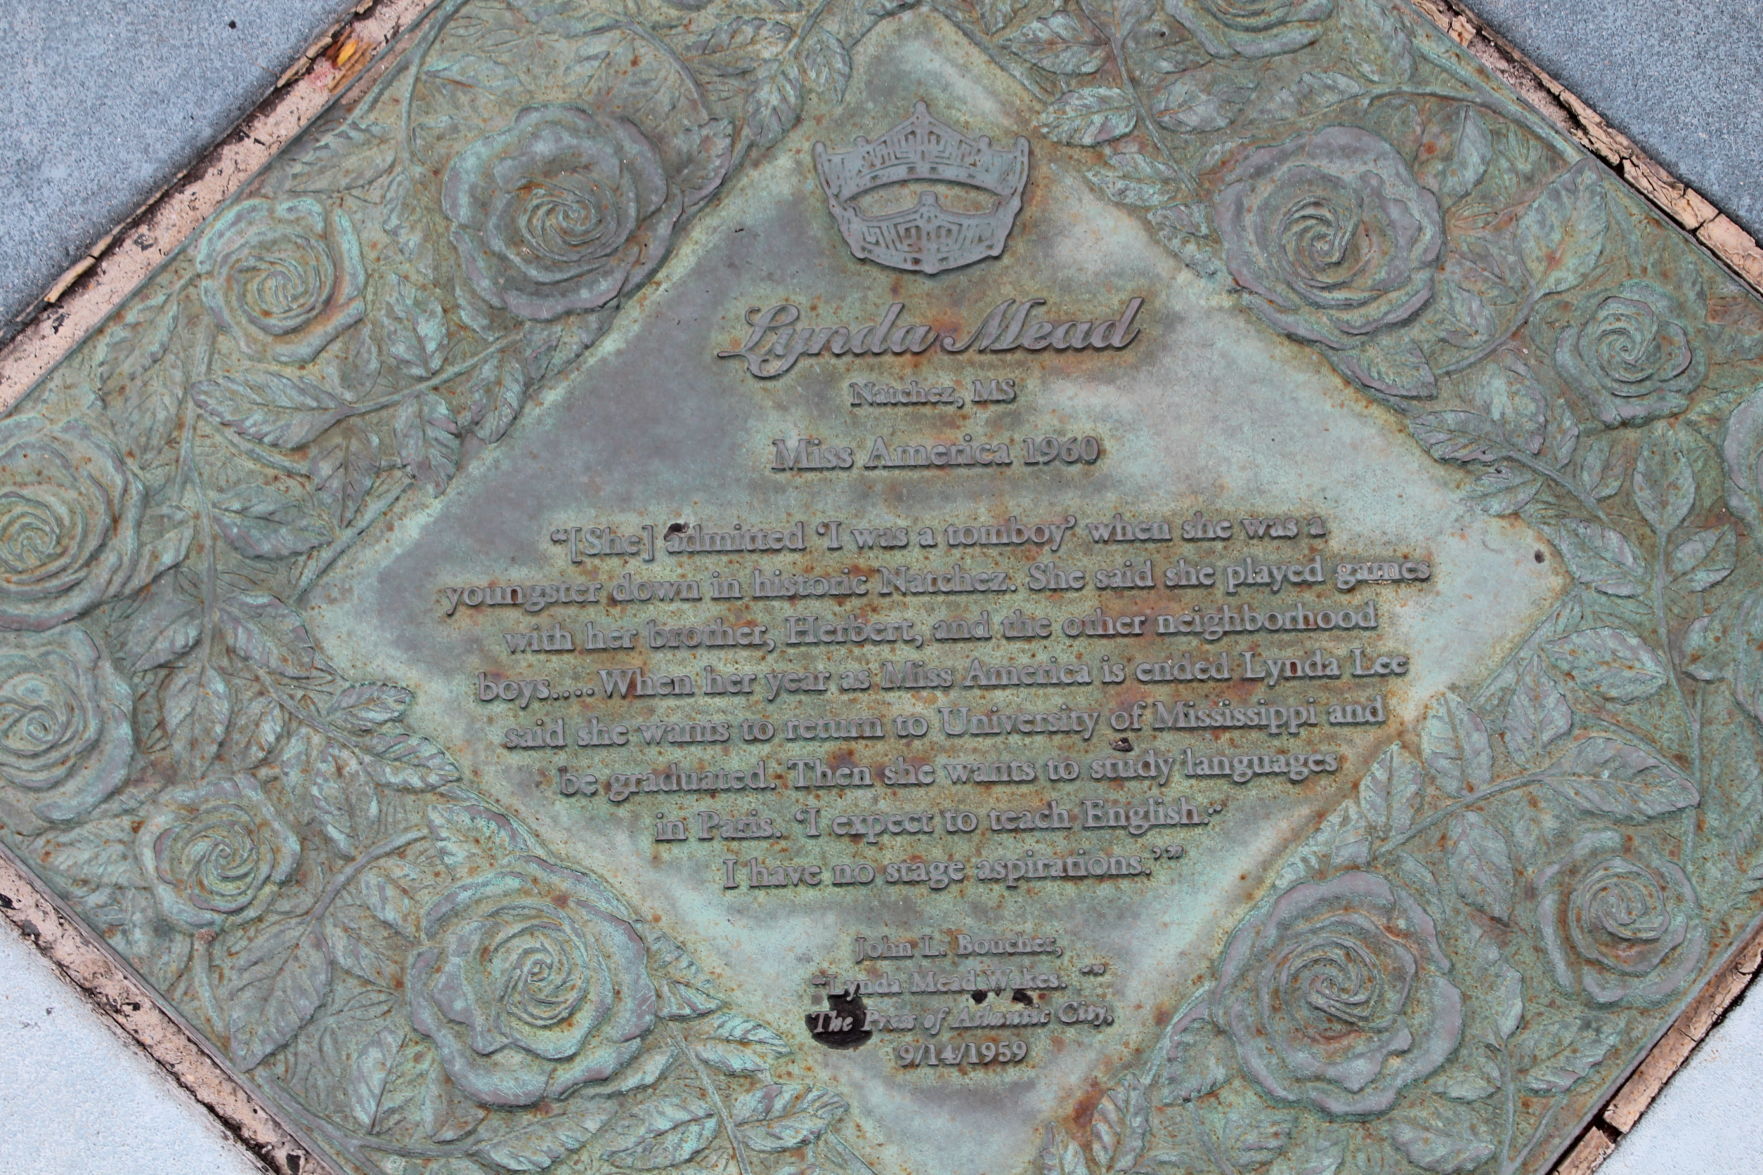 Lynda Mead
Natchez, MS
Miss America 1960
“[She] admitted ‘I was a tomboy’ when she was a
youngster down in historic Natchez. She said she played games
with her brother, Herbert, and the other neighborhood
boys.....When her year as Miss America is ended Lynda Lee
said she wants to return to University of Mississippi and
be graduated. Then she wants to study languages
in Paris. ‘I expect to teach English.·
I have no stage aspirations.’”
John L. Boucher,
“Lynda Mead Wakes. ”
The Press of Atlantic City,
9/14/1959